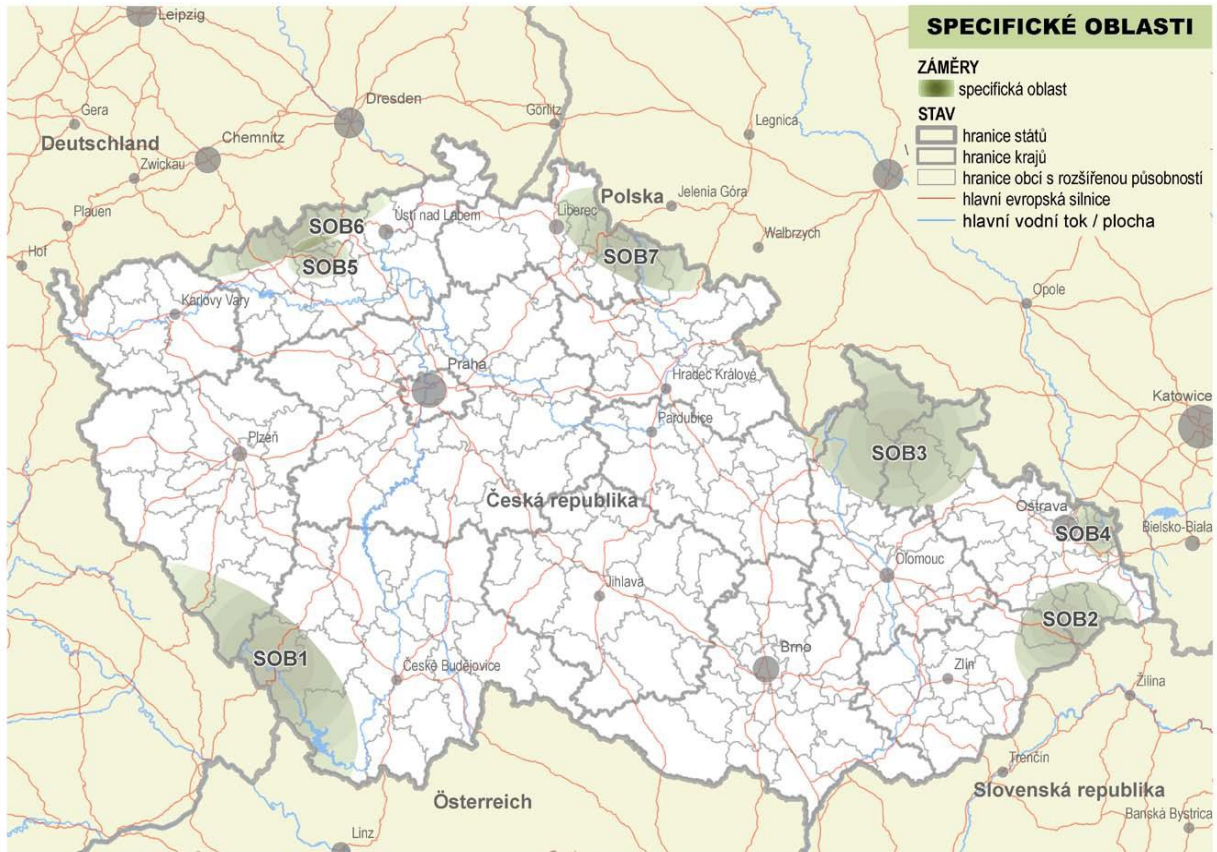 SPECIFICKÉ OBLASTI
ZÁMĚRY
specifická oblast
STAV
hranice států
hranice krajů
hranice obcí s rozšířenou působností
hlavní evropská silnice
hlavní vodní tok / plocha
Leipzig
Gera
Dresden
Görlitz
Legnica
Deutschland
Chemnitz
Zwickau
Polska
Jelenia Góra
Plauen
Ústí nad Labem
Liberec
SOB6
Walbrzych
Hof
SOB5
SOB7
Karlovy Vary
Opole
Praha
Hradec Králové
Katowice
Pardubice
Plzeň
SOB3
Česká republika
Ostrava
Bielsko-Biala
SOB4
Olomouc
Jihlava
SOB2
SOB1
České Budějovice
Brno
Zlín
Žilina
Trenčín
Slovenská republika
Österreich
Banská Bystrica
Linz